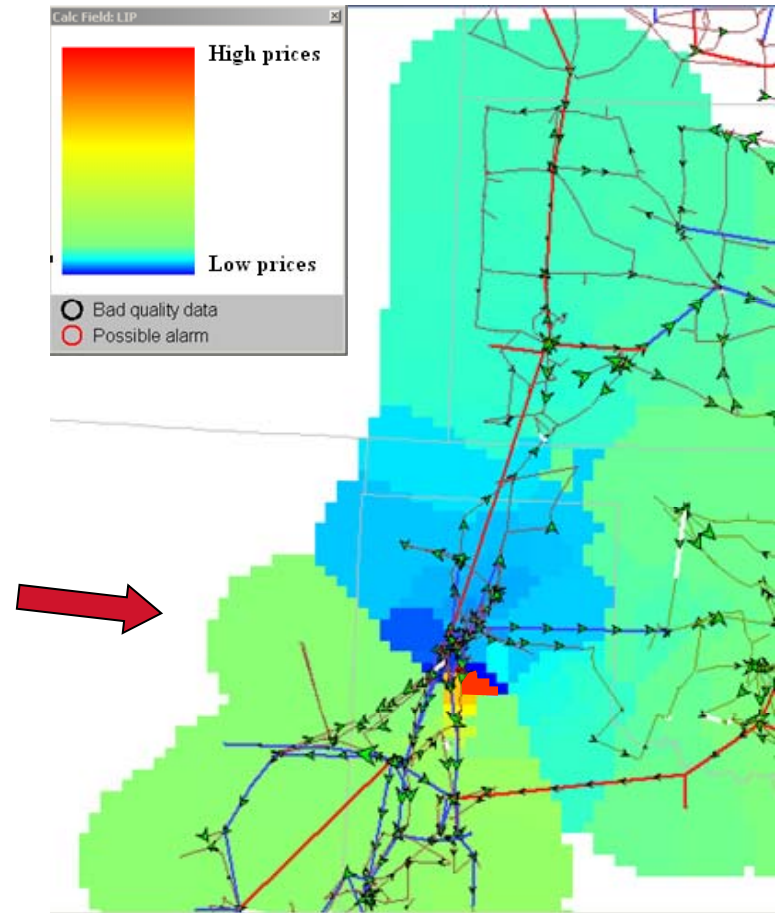 Calc Field: LIP
High prices
Low prices
Bad quality data
Possible alarm